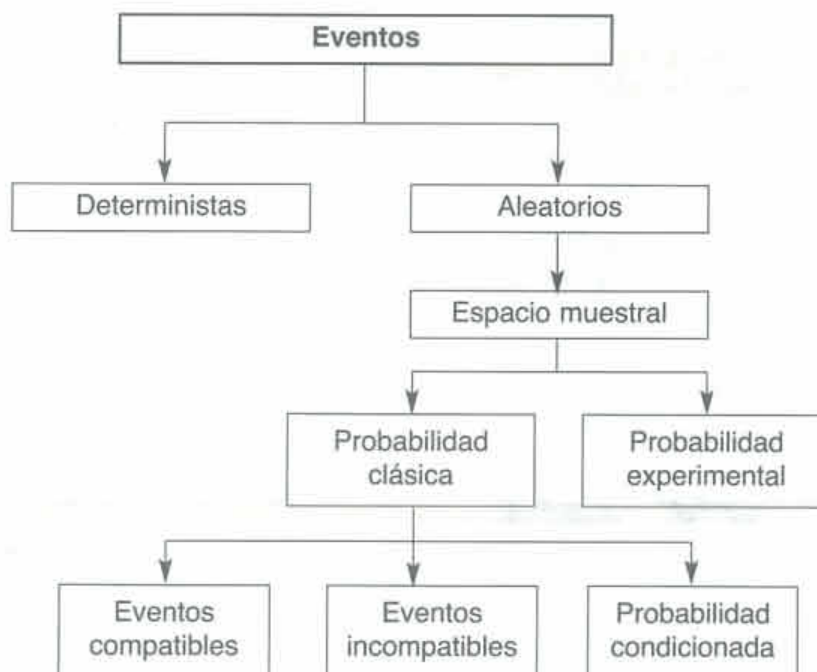 Eventos
Deterministas
Aleatorios
Espacio muestral
Probabilidad
clásica
Probabilidad
experimental
Eventos
compatibles
Eventos
incompatibles
Probabilidad
condicionada